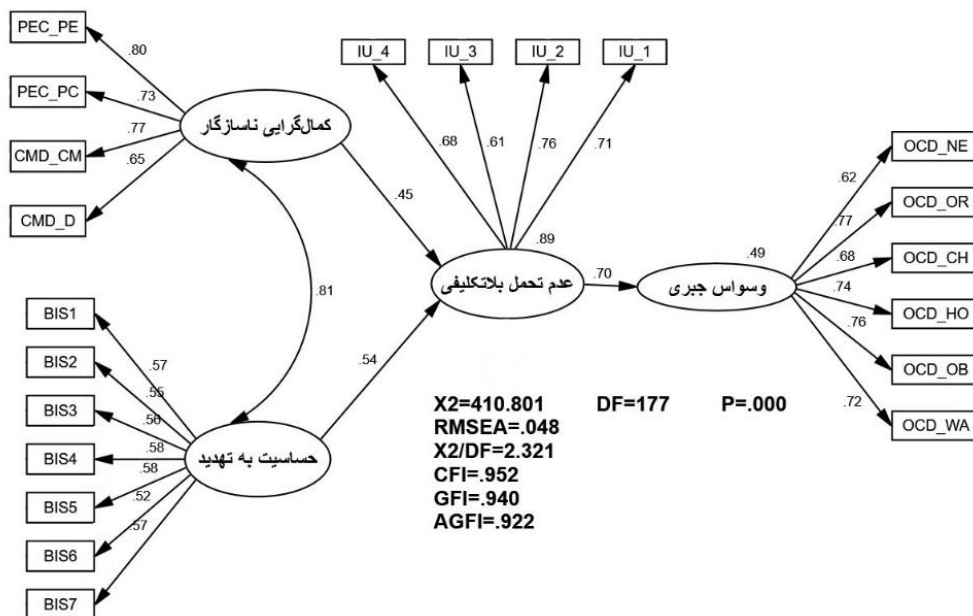 PEC_PE
PEC_PC
CMD_CM
CMD_D
.80
.73
.77
.65
کمال‌گرایی ناسازگار
IU_4
IU_3
IU_2
IU_1
.68
.61
.76
.71
.45
.81
.89
عدم تحمل بلاتکلیفی
.70
.49
وسواس جبری
OCD_NE
OCD_OR
OCD_CH
OCD_HO
OCD_OB
OCD_WA
.62
.77
.68
.74
.76
.72
BIS1
BIS2
BIS3
BIS4
BIS5
BIS6
BIS7
.57
.55
.56
.58
.58
.52
.57
حساسیت به تهدید
.54
X2=410.801 DF=177 P=.000
RMSEA=.048
X2/DF=2.321
CFI=.952
GFI=.940
AGFI=.922